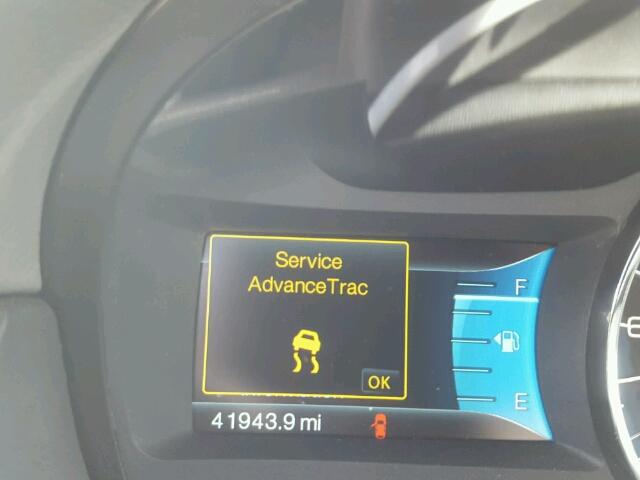 Service
AdvanceTrac
OK
F
E
41943.9 mi